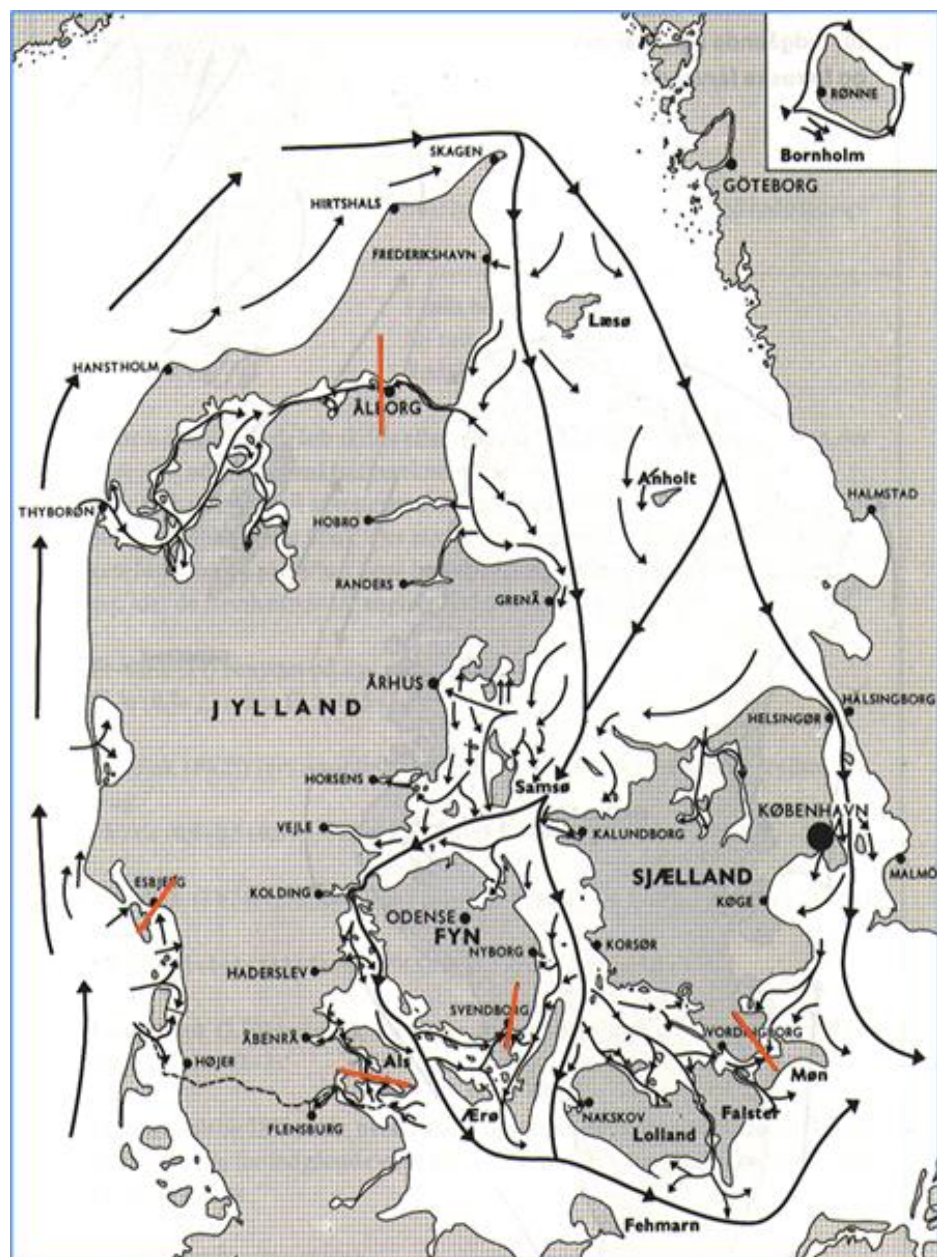 RØNNE
Bornholm
SKAGEN
GÖTEBORG
HIRTSHALS
FREDERIKSHAVN
Læsø
HANSTHOLM
ÅLBORG
Anholt
THYBORØN
HALMSTAD
HOBRO
RANDERS
GRENÅ
ÅRHUS
JYLLAND
HÄLSINGBORG
HELSINGØR
HORSENS
Samsø
KØBENHAVN
VEJLE
KALUNDBORG
MALMÖ
SJÆLLAND
ESBJERG
KOLDING
KØGE
ODENSE
FYN
NYBORG
KORSØR
HADERSLEV
SVENDBORG
VORDINGBORG
ÅBENRÅ
Als
HØJER
Møn
Ærø
NAKSKOV
Falster
FLENSBURG
Lolland
Fehmarn